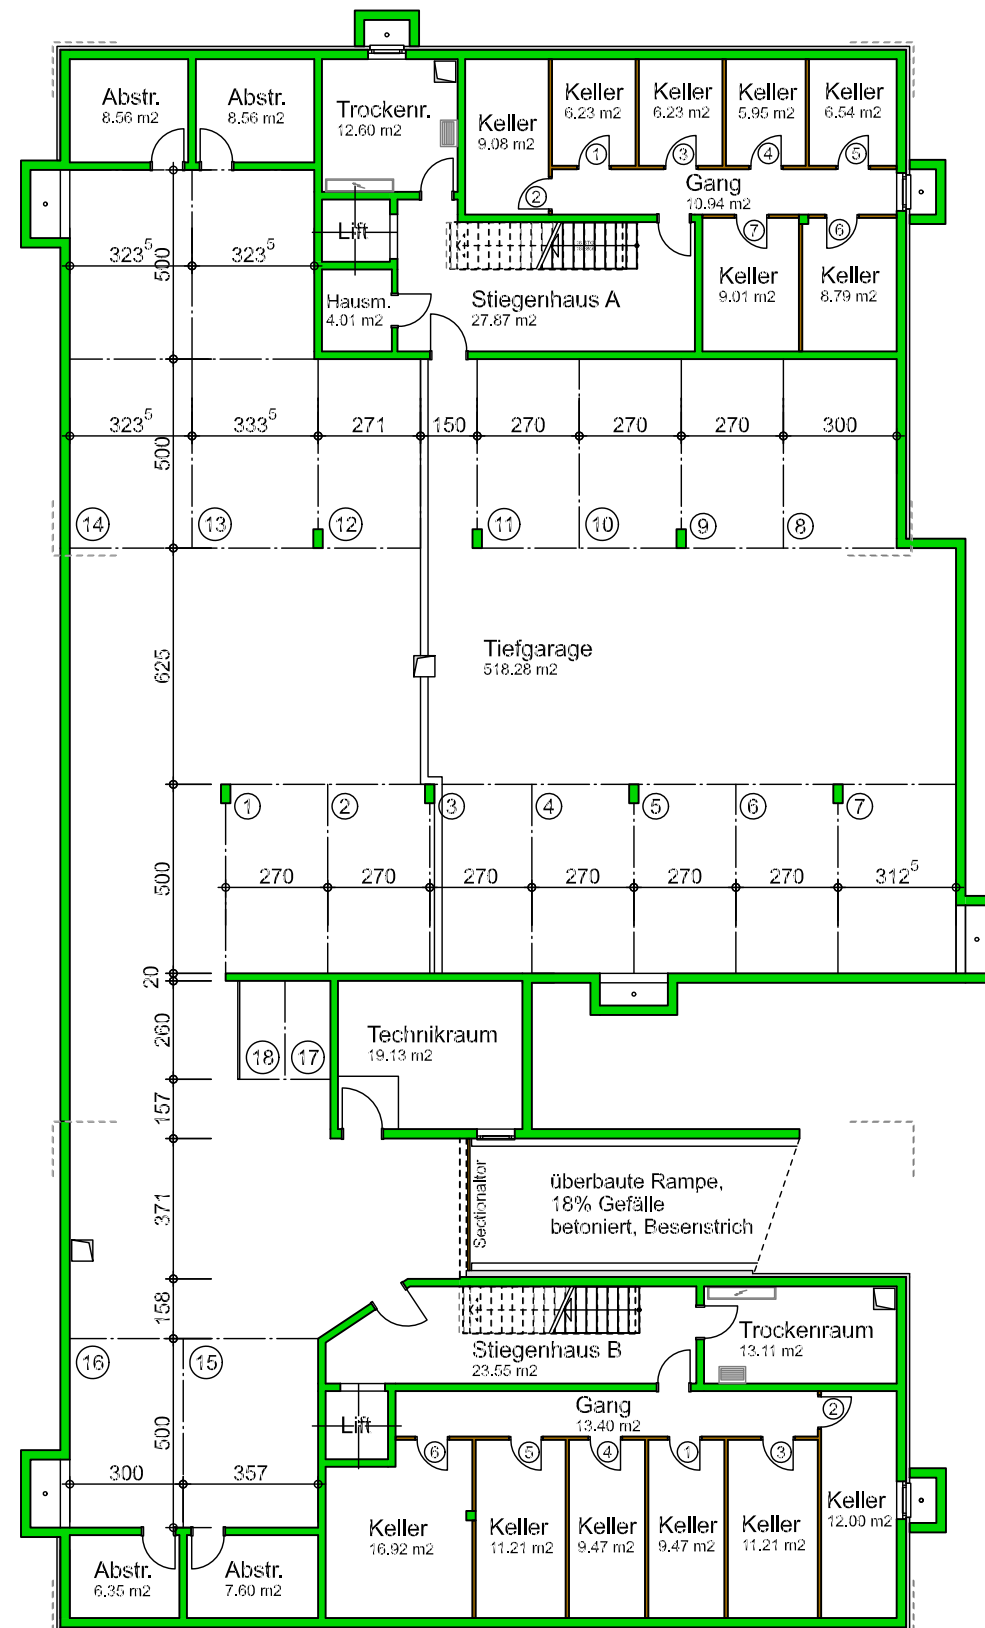 Abstr.
8.56 m2
Abstr.
8.56 m2
Trockenr.
12.60 m2
Keller
9.08 m2
Keller
6.23 m2
Keller
6.23 m2
Keller
5.95 m2
Keller
6.54 m2
1
3
4
5
2
Gang
10.94 m2
7
6
Lift
Keller
9.01 m2
Keller
8.79 m2
Hausm.
4.01 m2
Stiegenhaus A
27.87 m2
323⁵
323⁵
500
323⁵
333⁵
271
150
270
270
270
300
500
14
13
12
11
10
9
8
Tiefgarage
518.28 m2
625
1
2
3
4
5
6
7
270
270
270
270
270
270
312⁵
500
20
260
18
17
Technikraum
19.13 m2
157
371
Sectionaltor
überbaute Rampe,
18% Gefälle
betoniert, Besenstrich
158
Stiegenhaus B
23.55 m2
Trockenraum
13.11 m2
16
15
Lift
Gang
13.40 m2
2
6
5
4
1
3
500
300
357
Keller
16.92 m2
Keller
11.21 m2
Keller
9.47 m2
Keller
9.47 m2
Keller
11.21 m2
Keller
12.00 m2
Abstr.
6.35 m2
Abstr.
7.60 m2